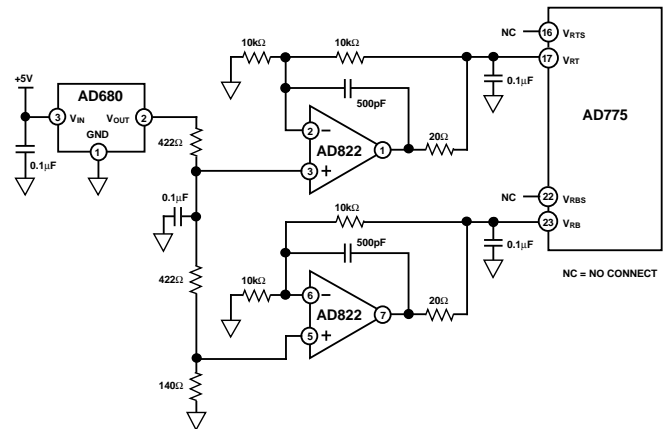 10kΩ
10kΩ
NC
16
VRTS
17
VRT
+5V
AD680
500pF
0.1µF
AD775
3
VIN
VOUT
2
GND
1
2
−
AD822
1
20Ω
3
+
422Ω
0.1µF
0.1µF
10kΩ
NC
22
VRBS
23
VRB
500pF
0.1µF
422Ω
10kΩ
6
−
AD822
7
20Ω
5
+
NC = NO CONNECT
140Ω